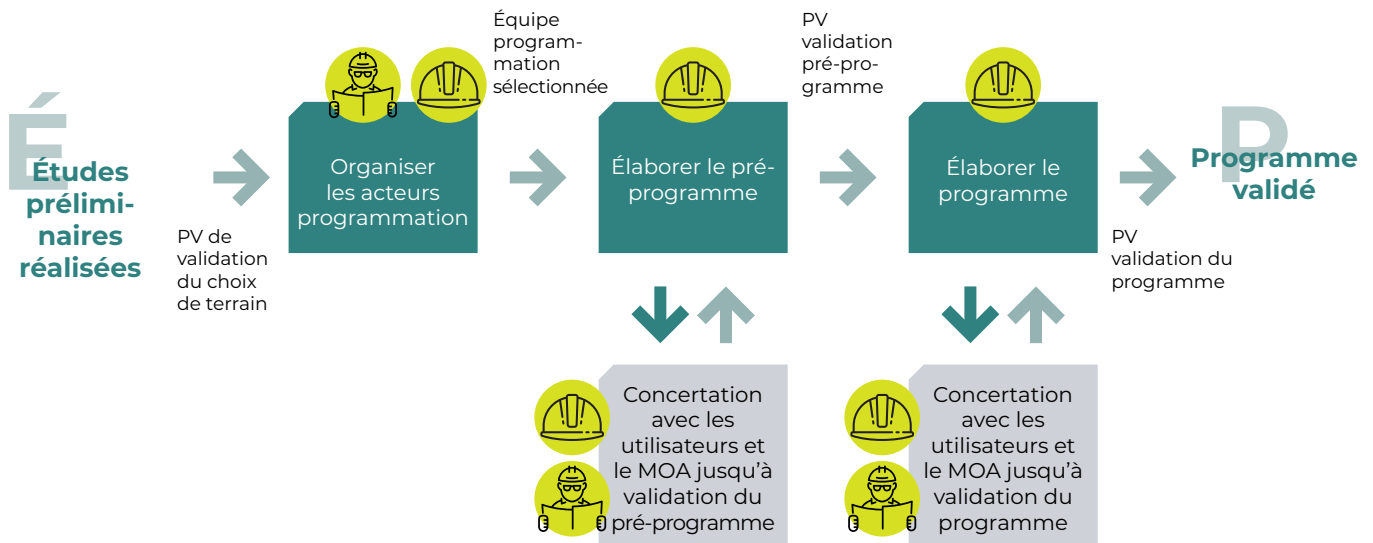 É
Études
prélimi-
naires
réalisées
PV de
validation
du choix
de terrain
Organiser
les acteurs
programmation
Équipe
program-
mation
sélectionnée
Élaborer le pré-
programme
PV
validation
pré-pro-
gramme
Élaborer le
programme
PV
validation du
programme
P
Programme
validé
Concertation
avec les
utilisateurs et
le MOA jusqu’à
validation du
pré-programme
Concertation
avec les
utilisateurs et
le MOA jusqu’à
validation du
programme